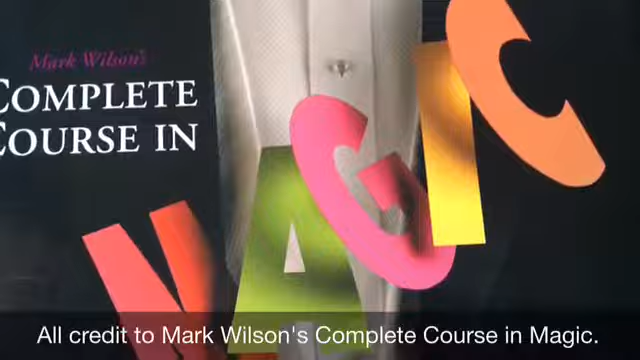 Mark Wilson's
COMPLETE
COURSE IN
MAGIC
All credit to Mark Wilson's Complete Course in Magic.